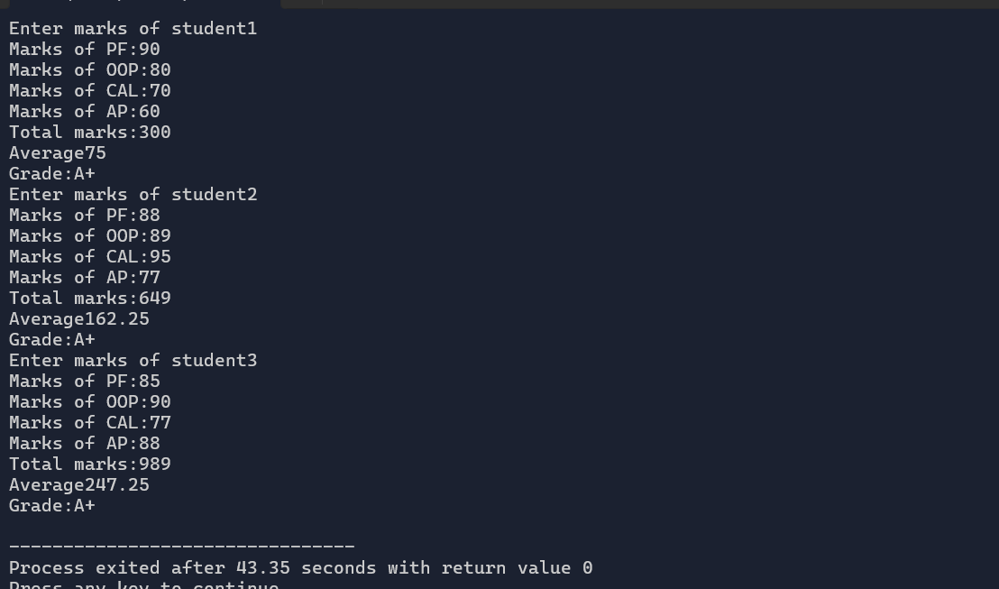 Enter marks of student1
Marks of PF:90
Marks of OOP:80
Marks of CAL:70
Marks of AP:60
Total marks:300
Average75
Grade:A+
Enter marks of student2
Marks of PF:88
Marks of OOP:89
Marks of CAL:95
Marks of AP:77
Total marks:649
Average162.25
Grade:A+
Enter marks of student3
Marks of PF:85
Marks of OOP:90
Marks of CAL:77
Marks of AP:88
Total marks:989
Average247.25
Grade:A+
--------------------------------
Process exited after 43.35 seconds with return value 0
Press any key to continue